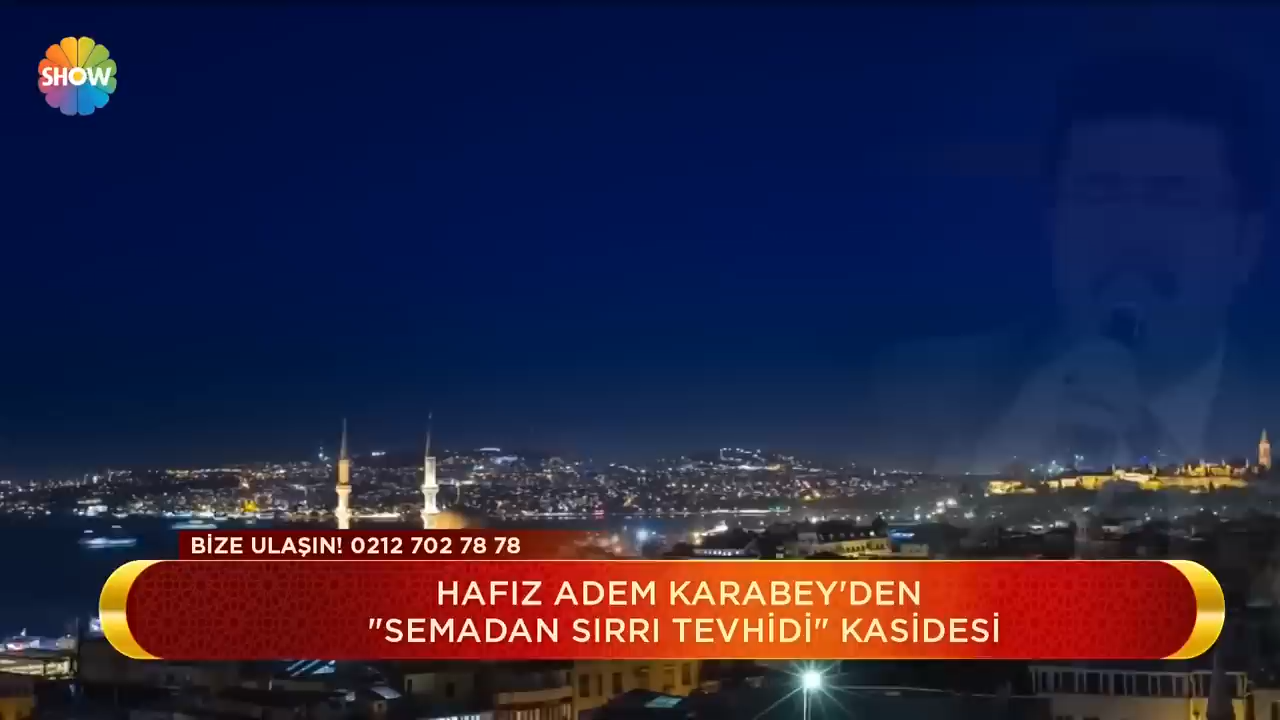 SHOW
BİZE ULAŞIN! 0212 702 78 78
HAFIZ ADEM KARABEY'DEN
"SEMADAN SIRRI TEVHİDİ" KASİDESİ